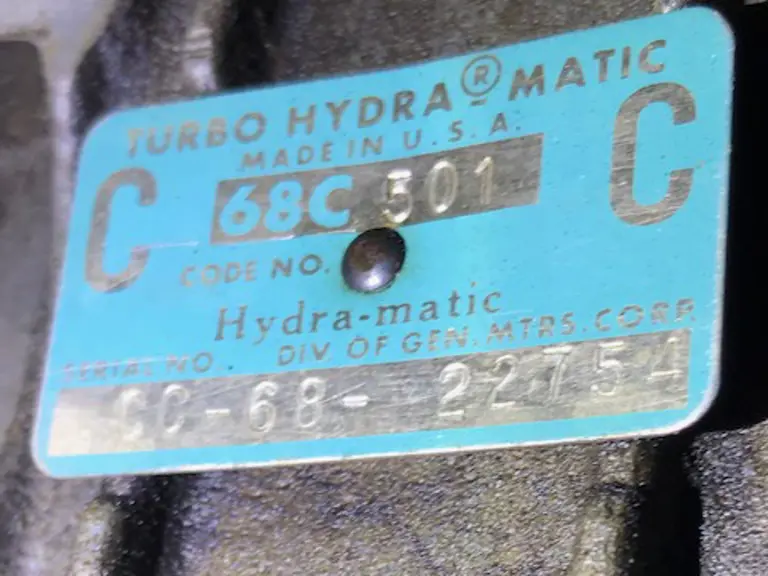 TURBO HYDRA®MATIC
MADE IN U.S.A.
C 68C 501 C
CODE NO.
Hydra-matic
SERIAL NO. DIV. OF GEN. MTRS. CORP.
CC-68- 22754